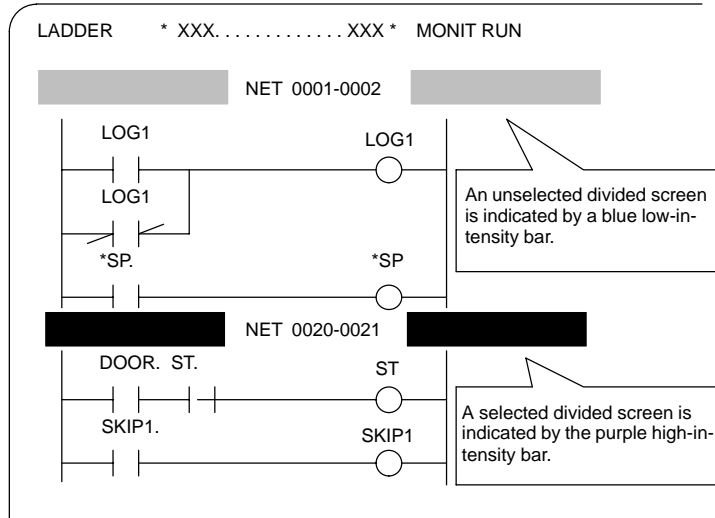 LADDER * XXX. . . . . . . . . . . . . XXX * MONIT RUN
NET 0001-0002
LOG1 LOG1
LOG1
An unselected divided screen
is indicated by a blue low-in-
tensity bar.
*SP. *SP
NET 0020-0021
DOOR. ST. ST
SKIP1. SKIP1
A selected divided screen is
indicated by the purple high-in-
tensity bar.